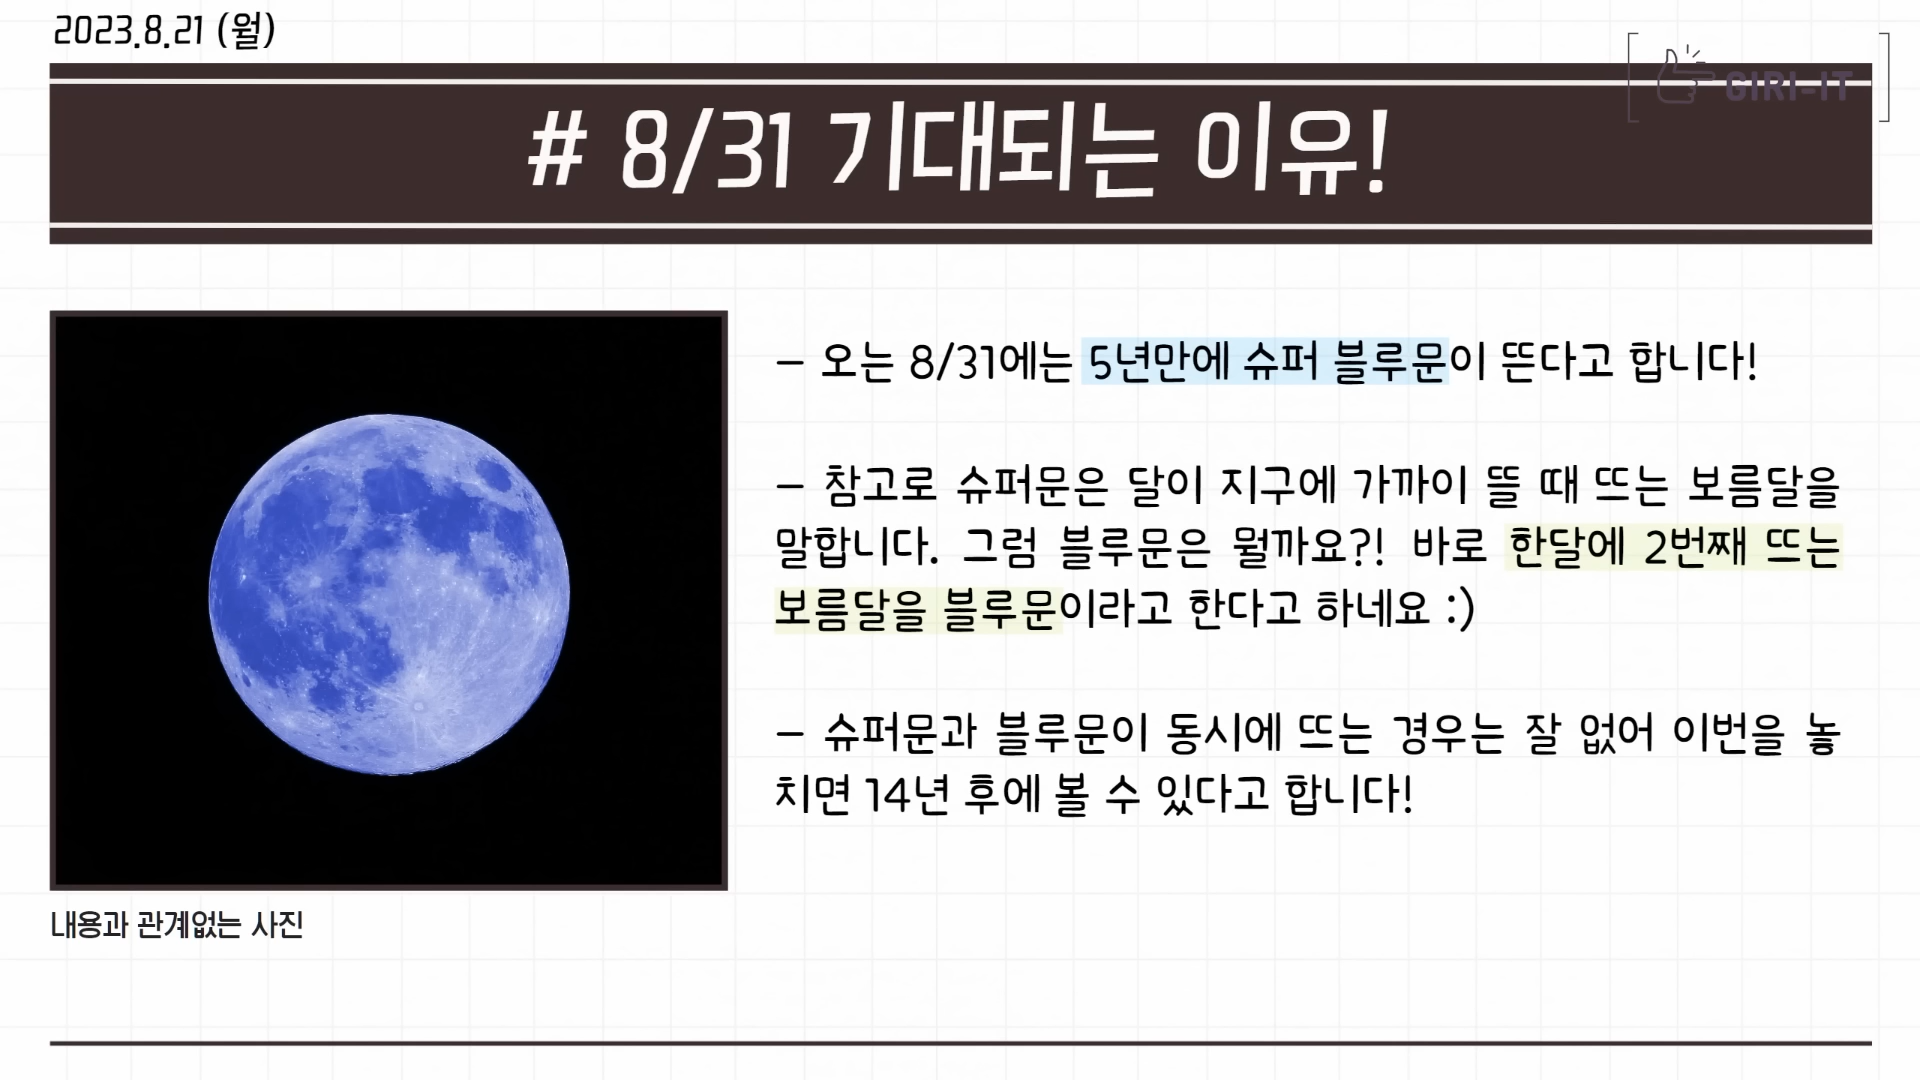 2023.8.21 (월)
GIRI-IT
# 8/31 기대되는 이유!
- 오는 8/31에는 5년만에 슈퍼 블루문이 뜬다고 합니다!
- 참고로 슈퍼문은 달이 지구에 가까이 뜰 때 뜨는 보름달을
말합니다. 그럼 블루문은 뭘까요?! 바로 한달에 2번째 뜨는
보름달을 블루문이라고 한다고 하네요 :)
- 슈퍼문과 블루문이 동시에 뜨는 경우는 잘 없어 이번을 놓
치면 14년 후에 볼 수 있다고 합니다!
내용과 관계없는 사진